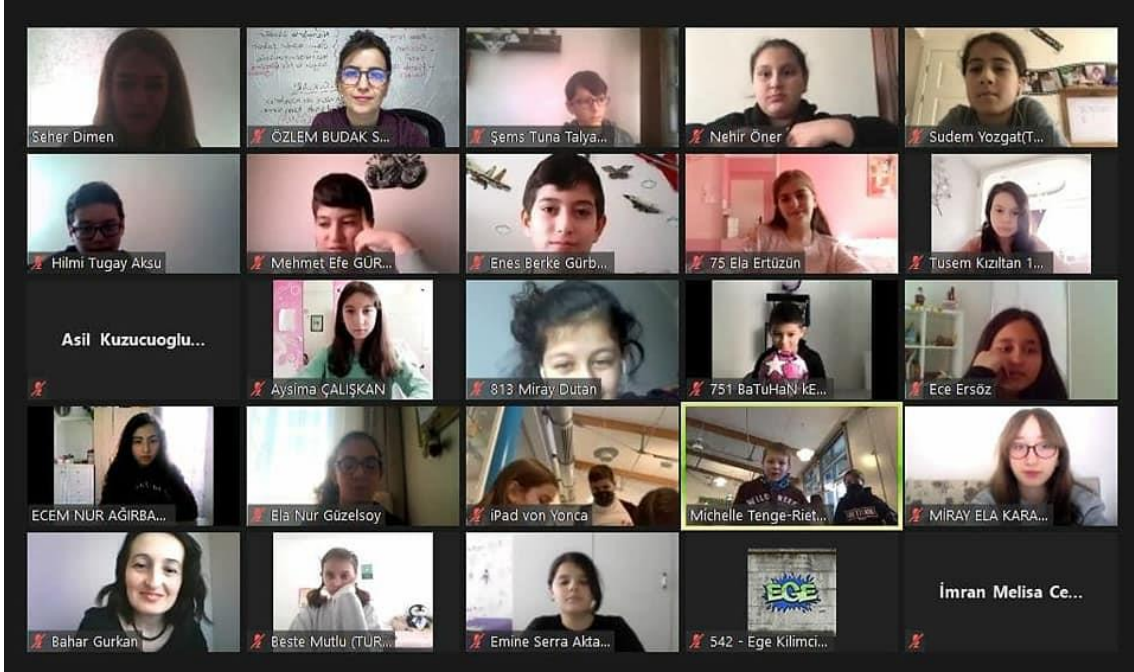 Seher Dimen
ÖZLEM BUDAK S...
Şems Tuna Talya...
Nehir Öner
Sudem Yozgat(T...
Hilmi Tugay Aksu
Mehmet Efe GÜR...
Enes Berke Gürb...
75 Ela Ertüzün
Tusem Kızıltan 1...
Asil Kuzucuoglu...
Aysima ÇALIŞKAN
813 Miray Dutan
751 BaTuHaN kE...
Ece Ersöz
ECEM NUR AĞIRBA...
Ela Nur Güzelsoy
iPad von Yonca
Michelle Tenge-Riet...
MİRAY ELA KARA...
Bahar Gurkan
Beste Mutlu (TUR...
Emine Serra Akta...
EGE
542 - Ege Kilimci...
İmran Melisa Ce...